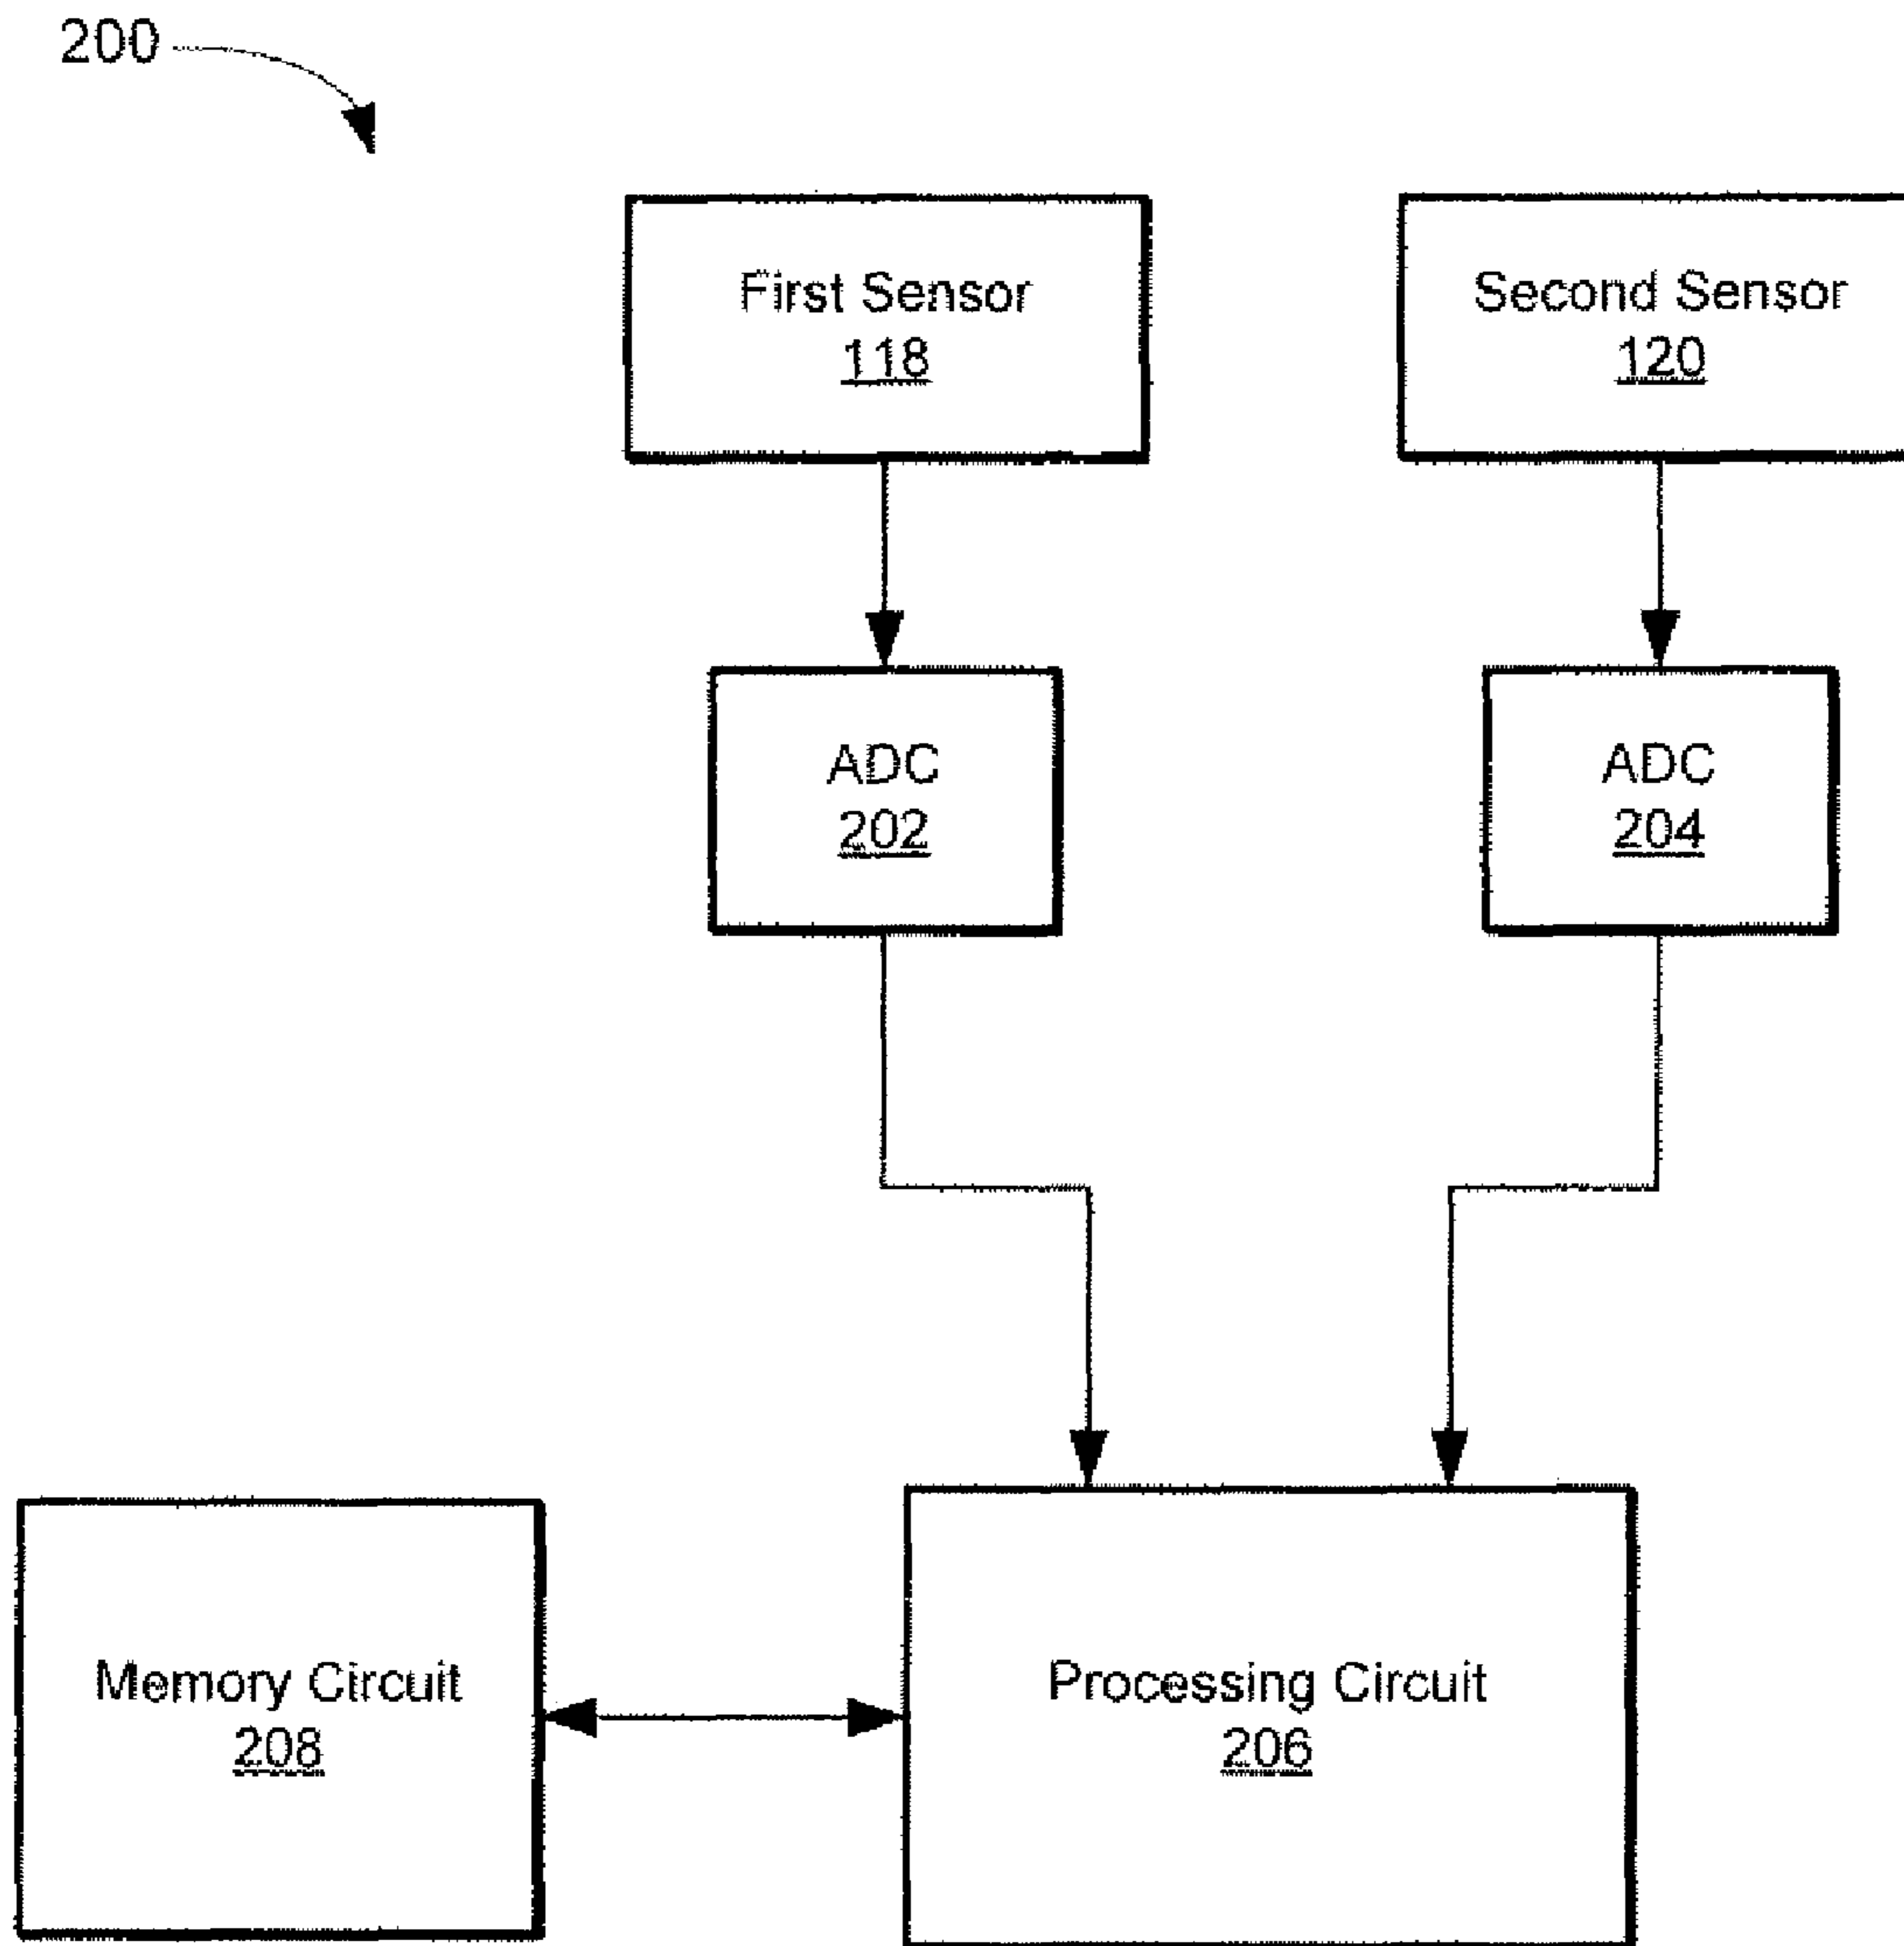 200
First Sensor
118
Second Sensor
120
ADC
202
ADC
204
Memory Circuit
208
Processing Circuit
206